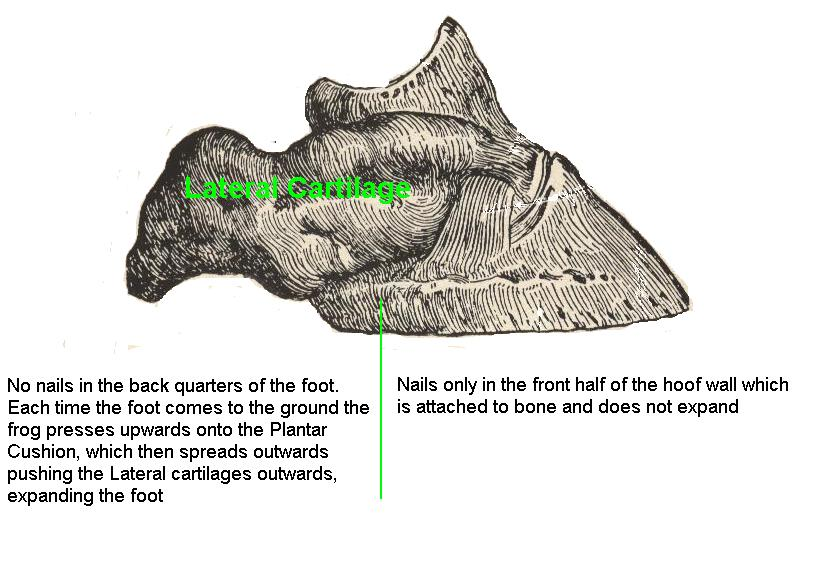 Lateral Cartilage
No nails in the back quarters of the foot.
Each time the foot comes to the ground the
frog presses upwards onto the Plantar
Cushion, which then spreads outwards
pushing the Lateral cartilages outwards,
expanding the foot
Nails only in the front half of the hoof wall which
is attached to bone and does not expand